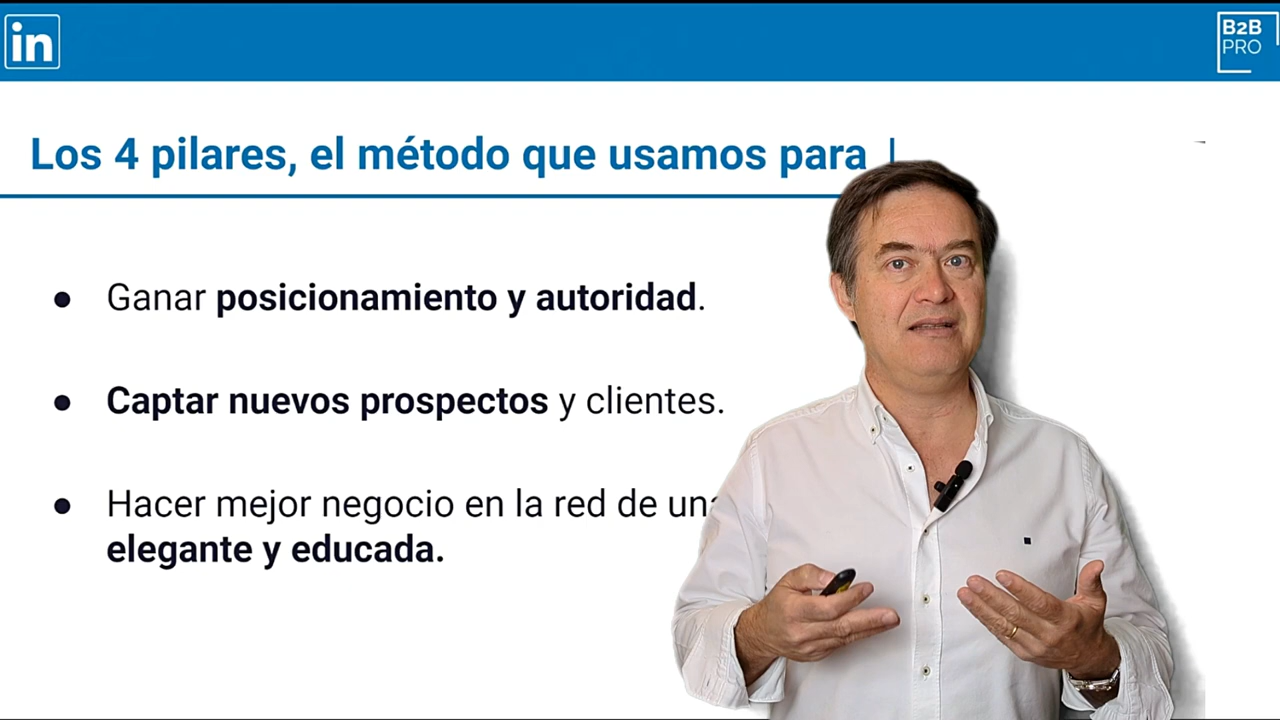 in
B2B
PRO
Los 4 pilares, el método que usamos para
Ganar posicionamiento y autoridad.
Captar nuevos prospectos y clientes.
Hacer mejor negocio en la red de una
elegante y educada.